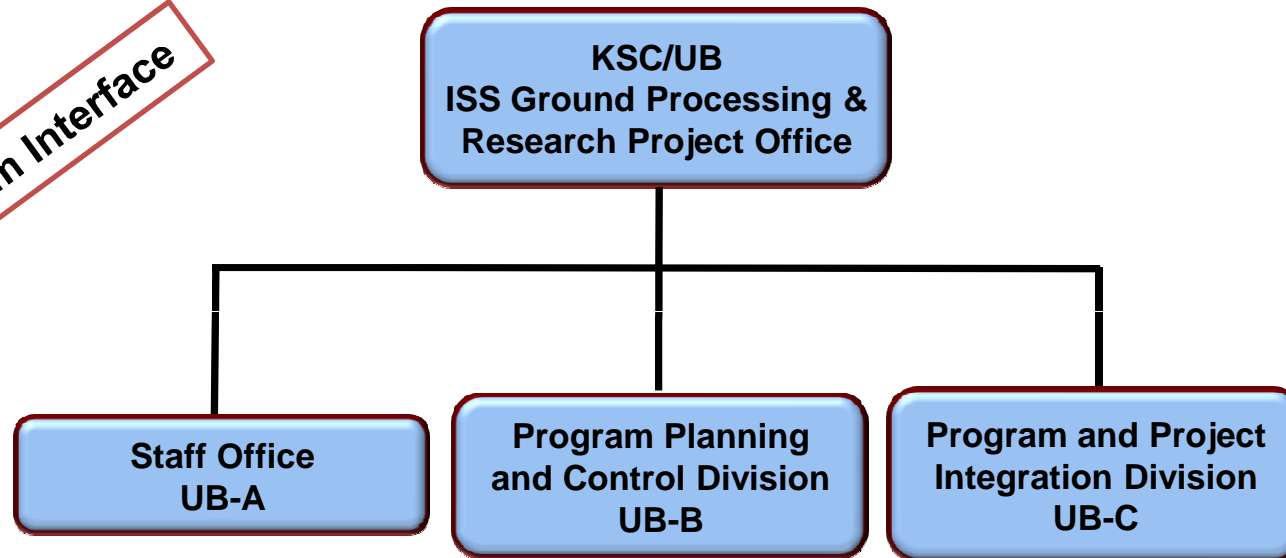 Interface
KSC/UB
ISS Ground Processing &
Research Project Office
Staff Office
UB-A
Program Planning
and Control Division
UB-B
Program and Project
Integration Division
UB-C